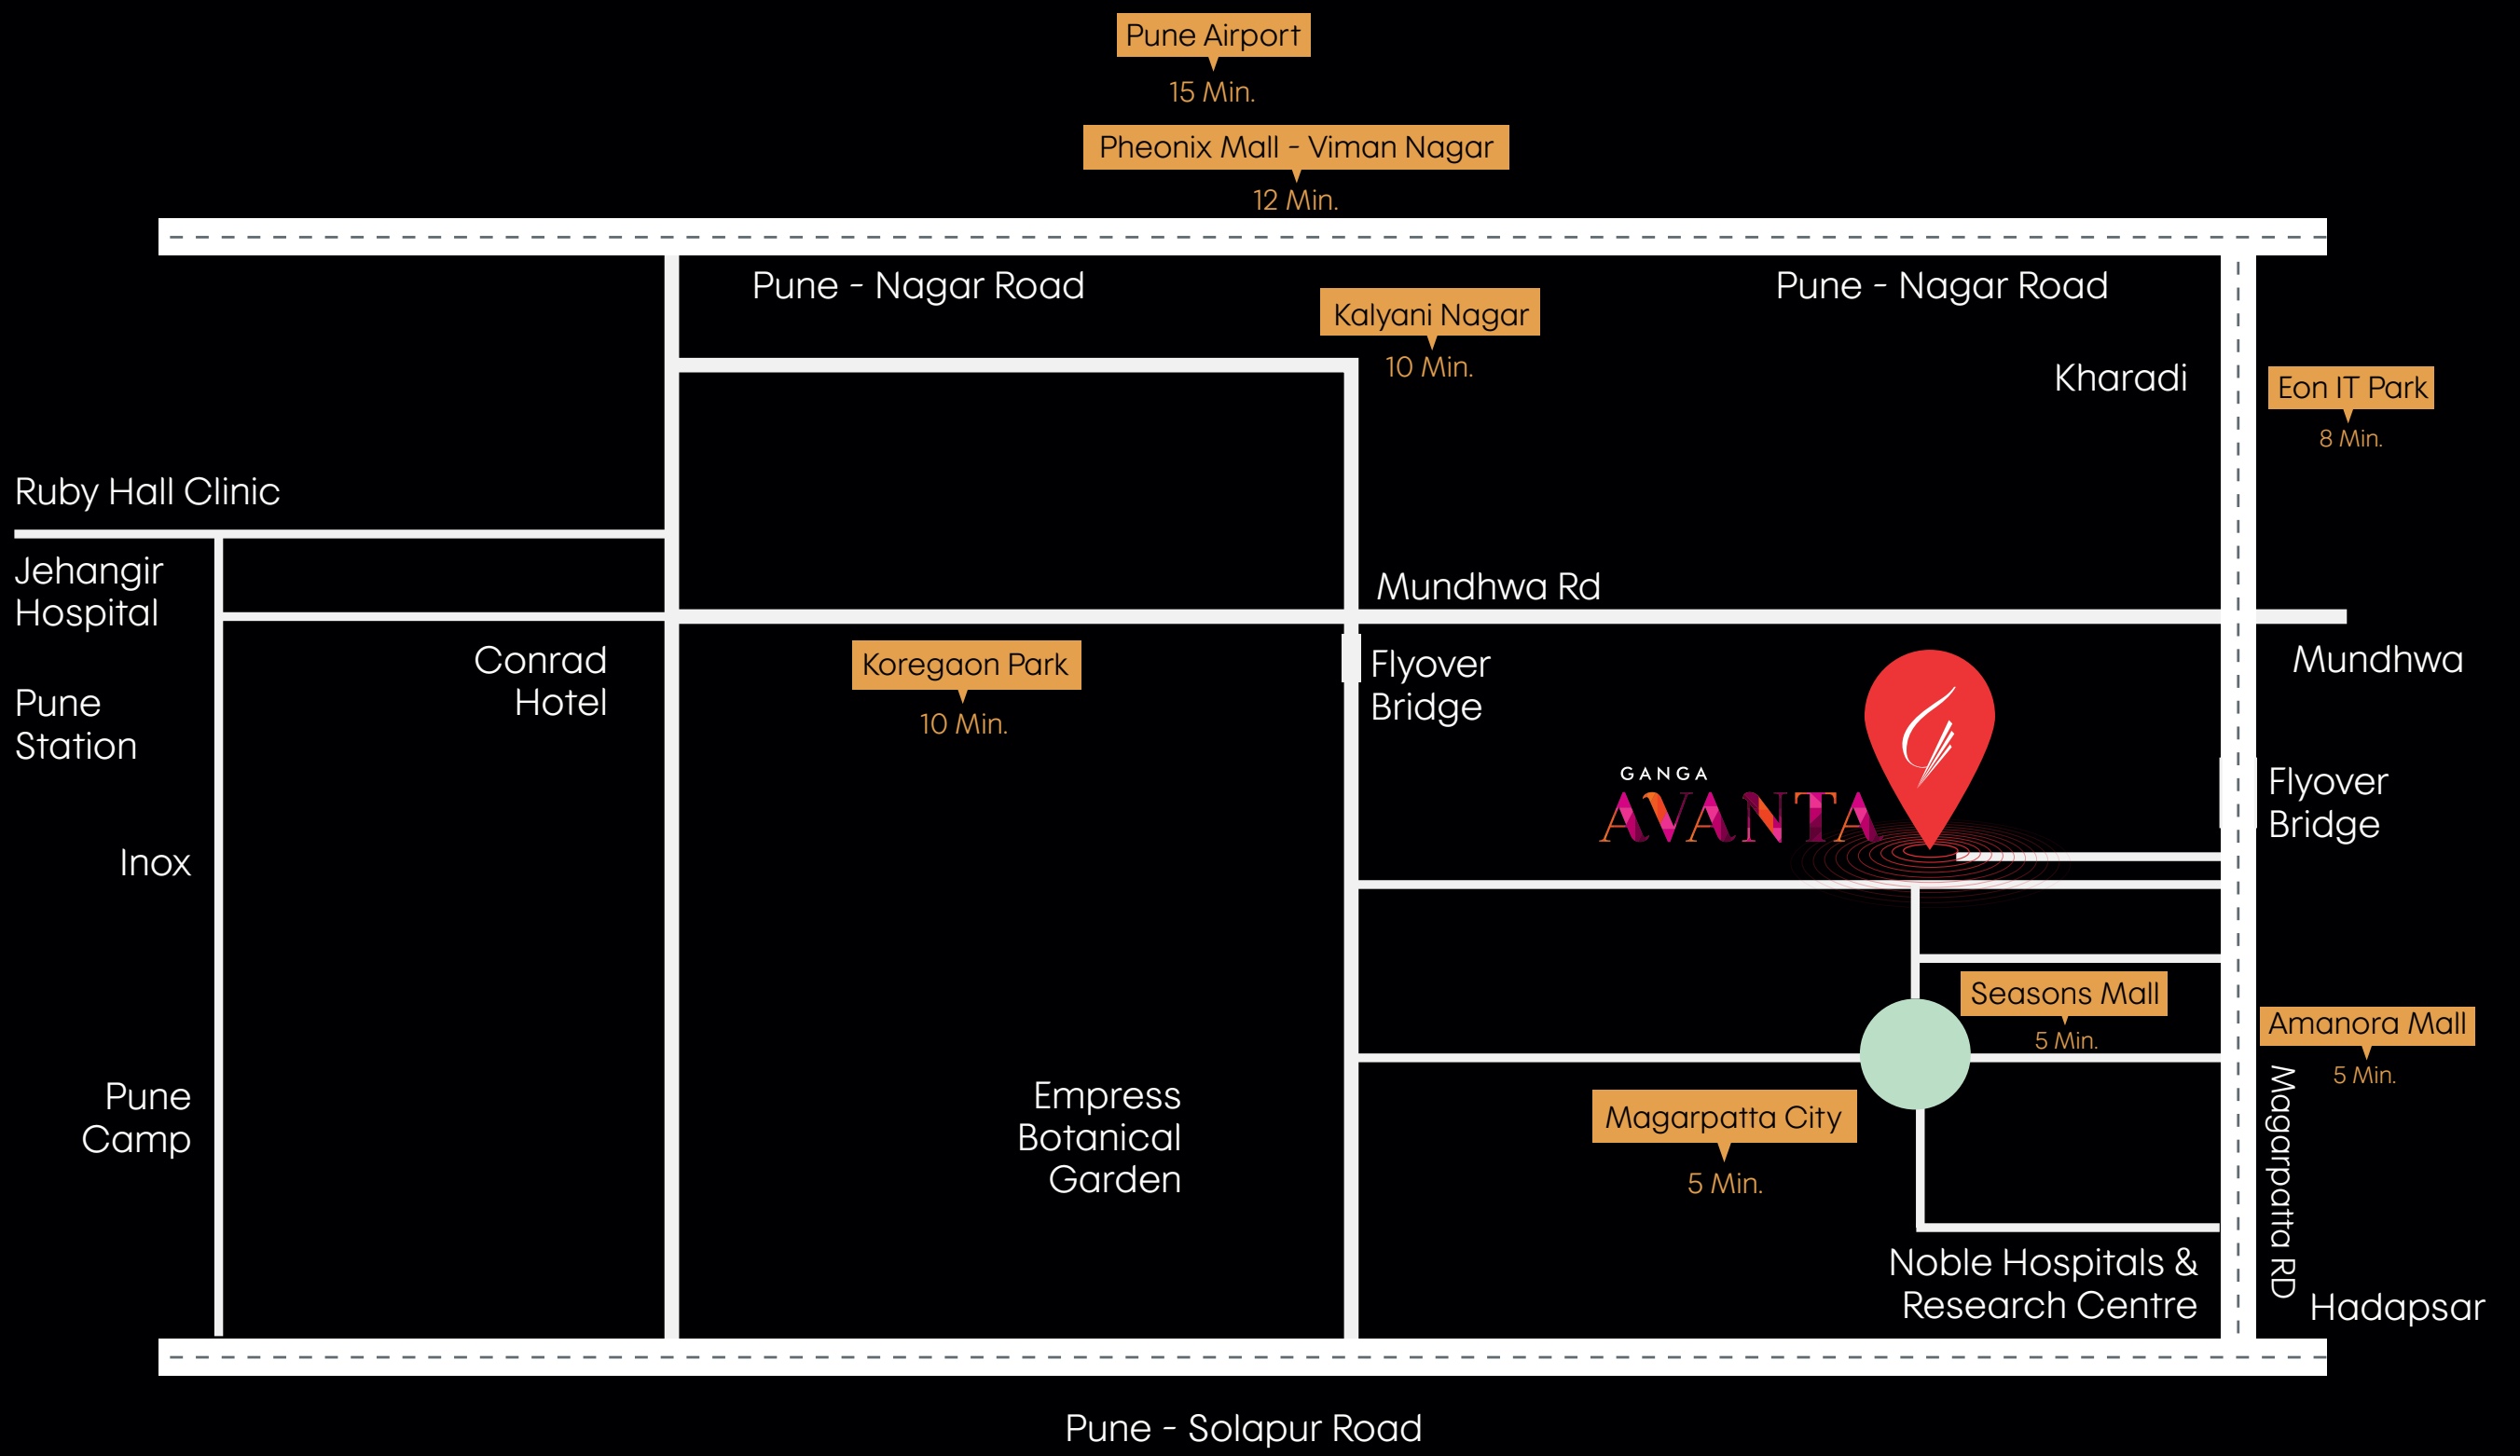 Pune Airport
15 Min.
Pheonix Mall - Viman Nagar
12 Min.
Pune - Nagar Road
Pune - Nagar Road
Kalyani Nagar
10 Min.
Kharadi
Eon IT Park
8 Min.
Ruby Hall Clinic
Jehangir
Hospital
Mundhwa Rd
Conrad
Hotel
Koregaon Park
10 Min.
Flyover
Bridge
Mundhwa
Pune
Station
GANGA
AVANTA
Flyover
Bridge
Inox
Seasons Mall
5 Min.
Amanora Mall
5 Min.
Pune
Camp
Empress
Botanical
Garden
Magarpatta City
5 Min.
Magarpatta RD
Noble Hospitals &
Research Centre
Hadapsar
Pune - Solapur Road